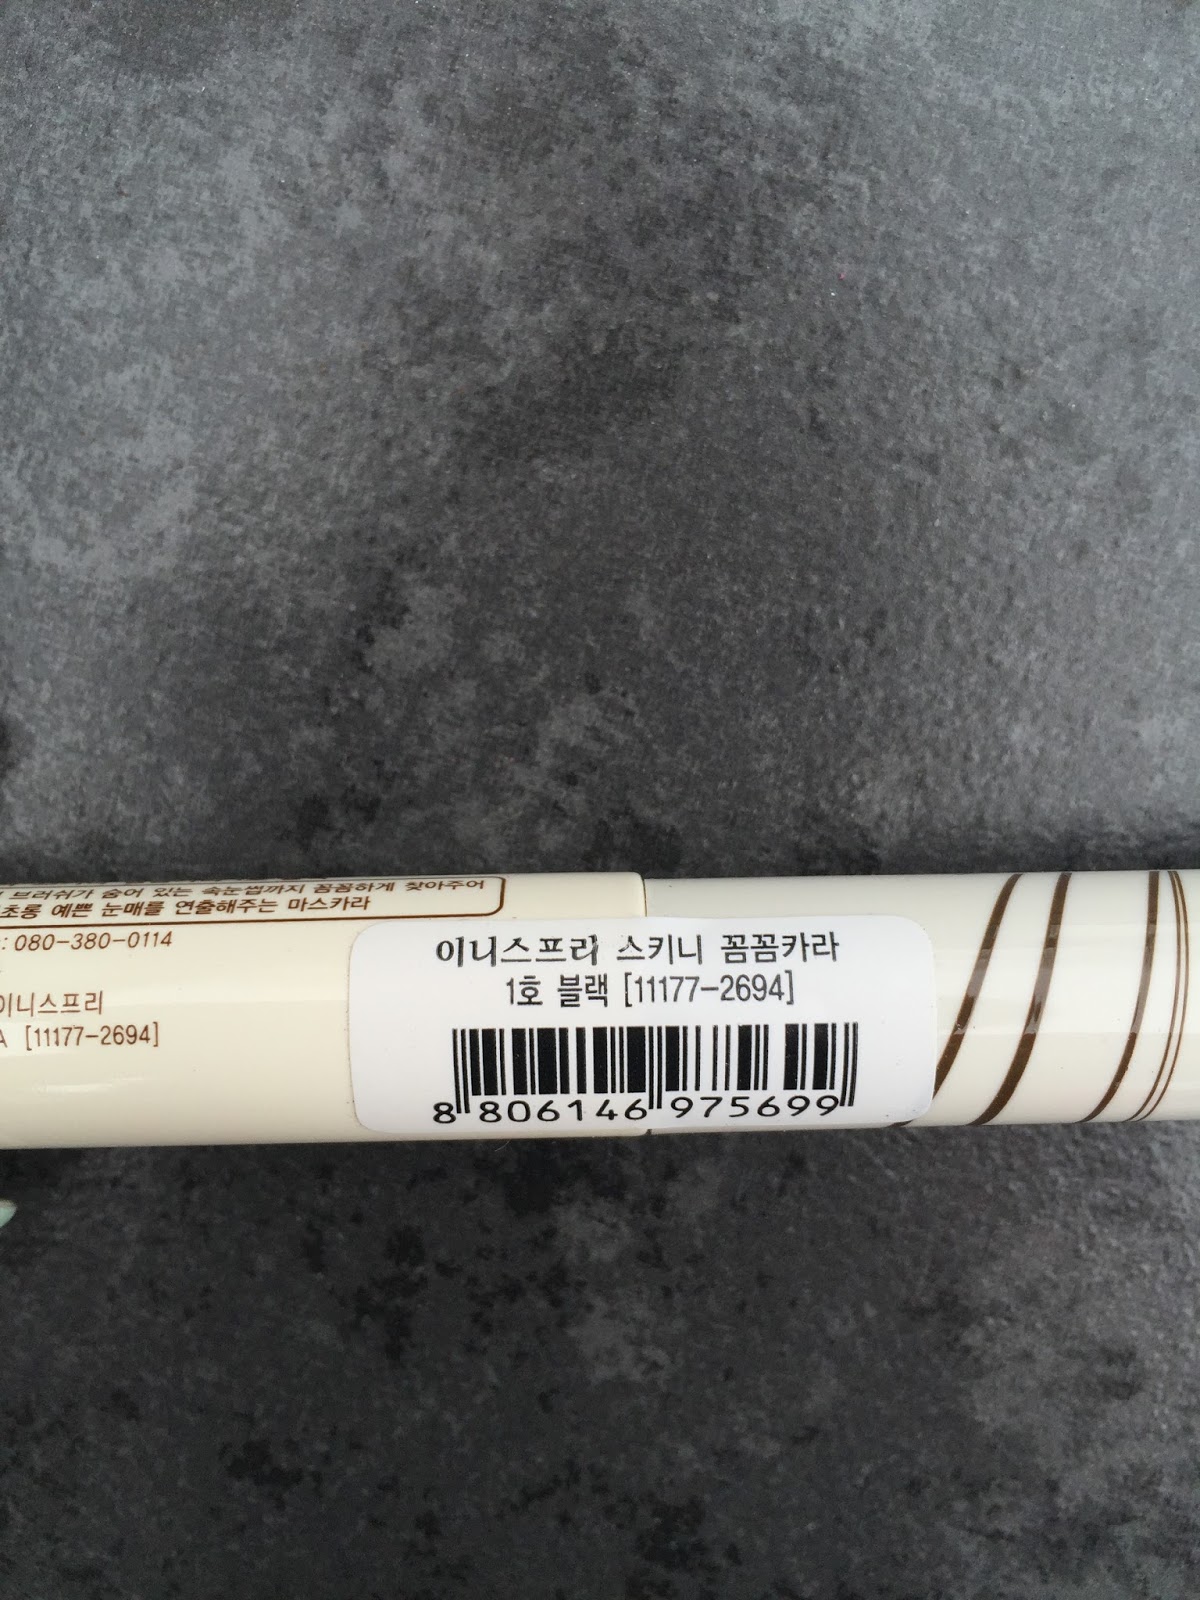 브러쉬가 숨어 있는 속눈썹까지 꼼꼼하게 찾아주어
초롱 예쁜 눈매를 연출해주는 마스카라
: 080-380-0114
이니스프리
A [11177-2694]
이니스프리 스키니 꼼꼼카라
1호 블랙 [11177-2694]
8 806146 975699